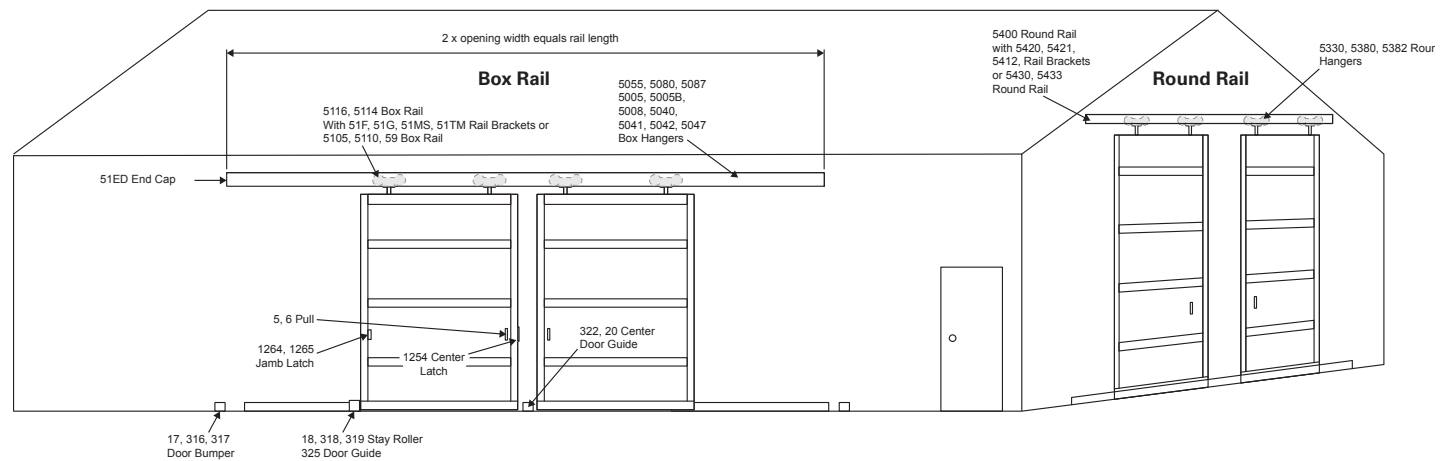 2 x opening width equals rail length
Box Rail
5116, 5114 Box Rail
With 51F, 51G, 51MS, 51TM Rail Brackets or
5105, 5110, 59 Box Rail
5055, 5080, 5087
5005, 5005B,
5008, 5040,
5041, 5042, 5047
Box Hangers
51ED End Cap
5400 Round Rail
with 5420, 5421,
5412, Rail Brackets
or 5430, 5433
Round Rail
Round Rail
5330, 5380, 5382 Rour
Hangers
5, 6 Pull
1264, 1265
Jamb Latch
1254 Center
Latch
322, 20 Center
Door Guide
17, 316, 317
Door Bumper
18, 318, 319 Stay Roller
325 Door Guide